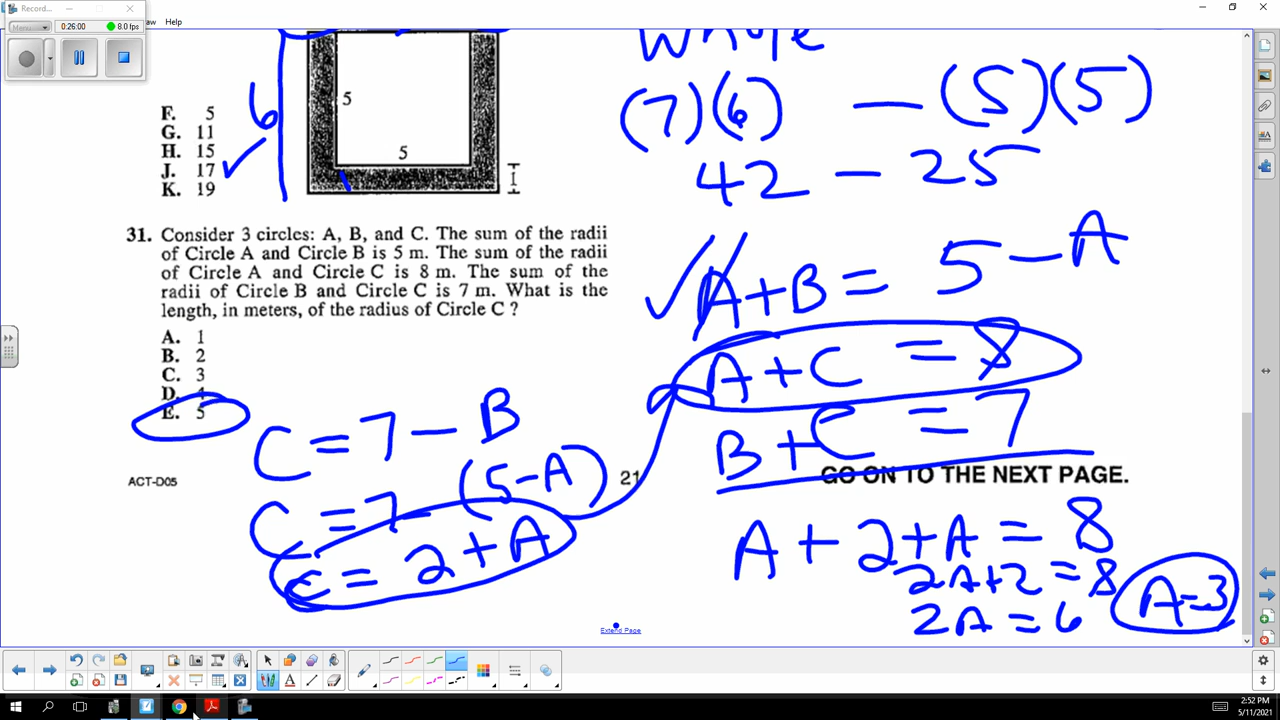 Record...
aw Help
Menu
0:26:00
8.0 fps
Whole
6
5
5
(7)(6) — (5)(5)
42 — 25
F. 5
G. 11
H. 15
J. 17
K. 19
31. Consider 3 circles: A, B, and C. The sum of the radii
of Circle A and Circle B is 5 m. The sum of the
radii
of Circle A and Circle C is 8 m. The sum of the
radii of Circle B and Circle C is 7 m. What is the
length, in meters, of the radius of Circle C ?
A. 1
B. 2
C. 3
D. 4
E. 5
A+B = 5 – A
A+C = 8
B+C = 7
C = 7 – B
C = 7 – (5-A)
C = 2 + A
ACT-D05
21
GO ON TO THE NEXT PAGE.
A + 2 + A = 8
2A+2 = 8
2A = 6
A=3
Extend Page
2:52 PM
5/11/2021